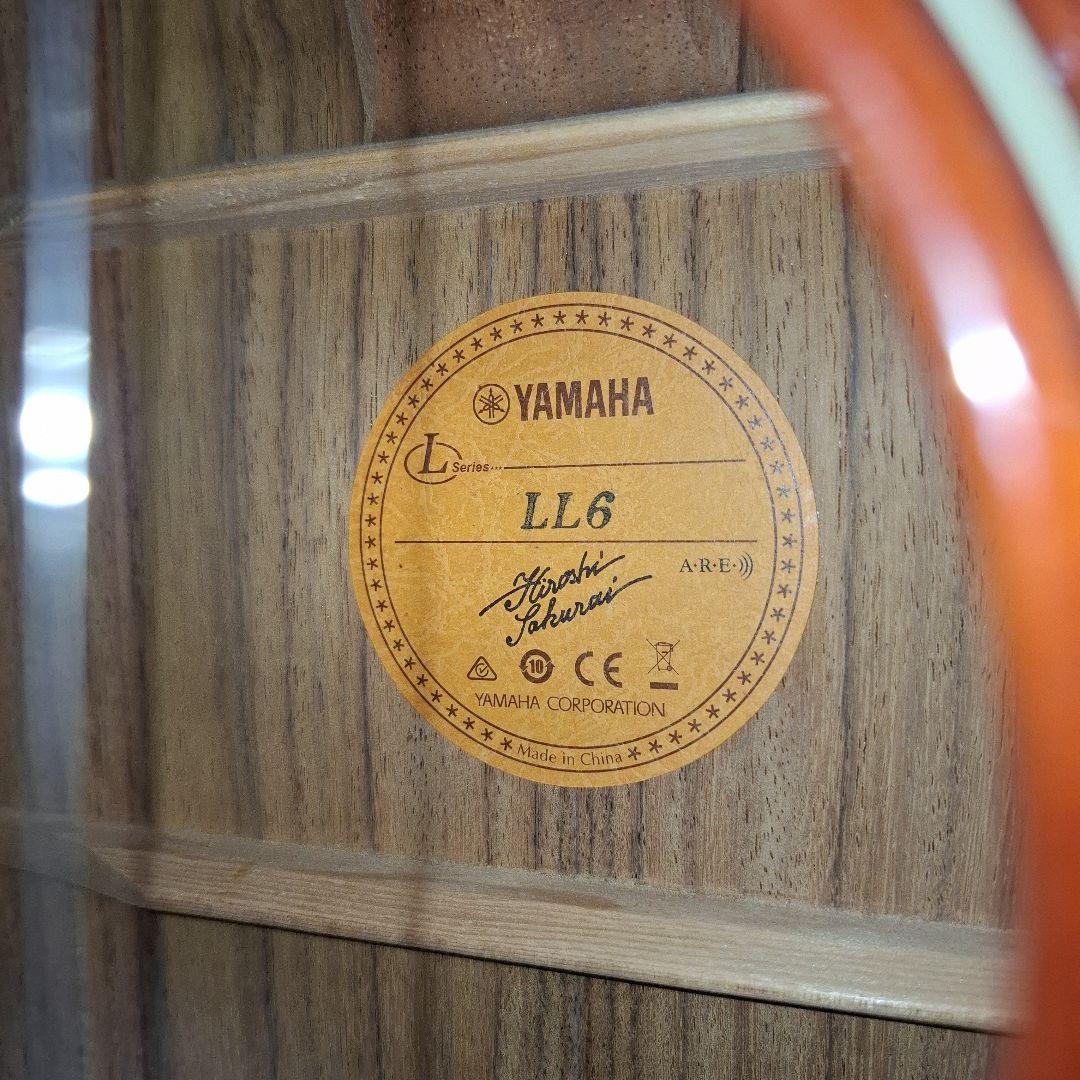 YAMAHA
L Series...
LL6
A·R·E·
Hiroshi
Sakurai
10 CE
YAMAHA CORPORATION
Made in China